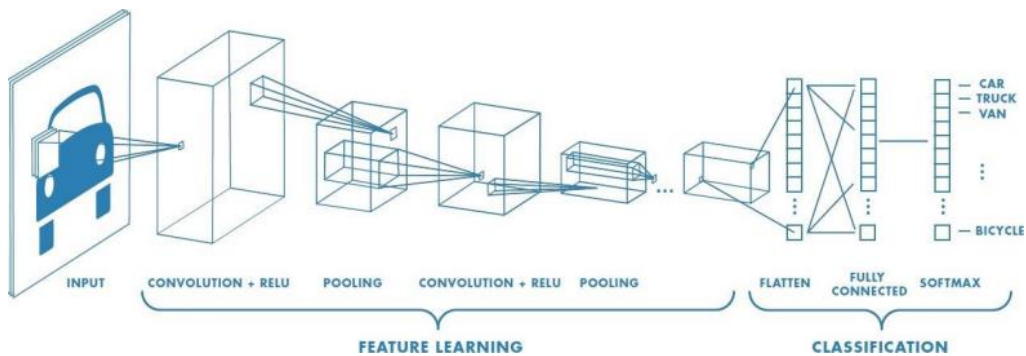 CAR
TRUCK
VAN
BICYCLE
INPUT
CONVOLUTION + RELU
POOLING
CONVOLUTION + RELU
POOLING
FLATTEN
FULLY
CONNECTED
SOFTMAX
FEATURE LEARNING
CLASSIFICATION